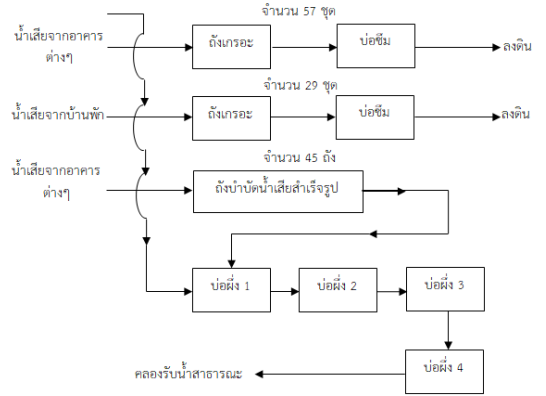 จำนวน 57 ชุด
น้ำเสียจากอาคาร
ต่างๆ
ถังเกรอะ
บ่อซึม
ลงดิน
จำนวน 29 ชุด
น้ำเสียจากบ้านพัก
ถังเกรอะ
บ่อซึม
ลงดิน
จำนวน 45 ถัง
น้ำเสียจากอาคาร
ต่างๆ
ถังบำบัดน้ำเสียสำเร็จรูป
บ่อผึ่ง 1
บ่อผึ่ง 2
บ่อผึ่ง 3
บ่อผึ่ง 4
คลองรับน้ำสาธารณะ